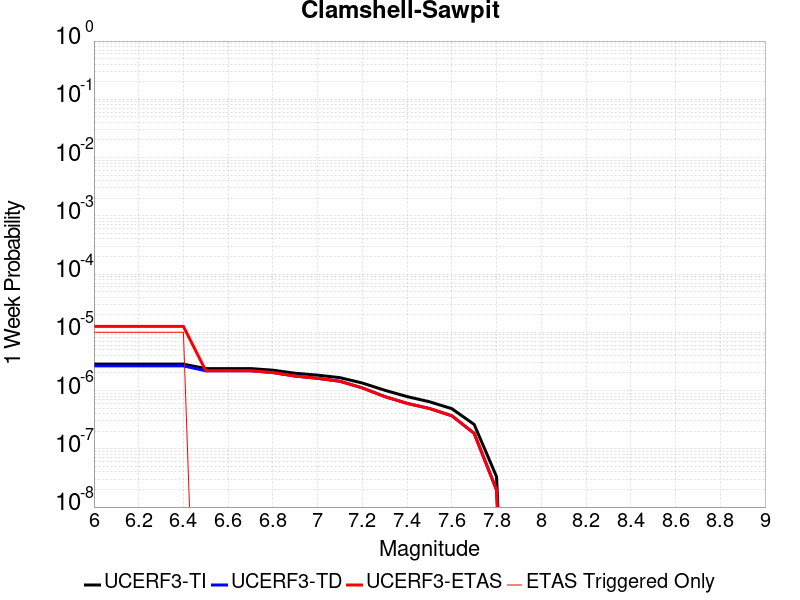 Clamshell-Sawpit
10^0
10^-1
10^-2
10^-3
10^-4
10^-5
10^-6
10^-7
10^-8
1 Week Probability
6 6.2 6.4 6.6 6.8 7 7.2 7.4 7.6 7.8 8 8.2 8.4 8.6 8.8 9
Magnitude
UCERF3-TI UCERF3-TD UCERF3-ETAS ETAS Triggered Only